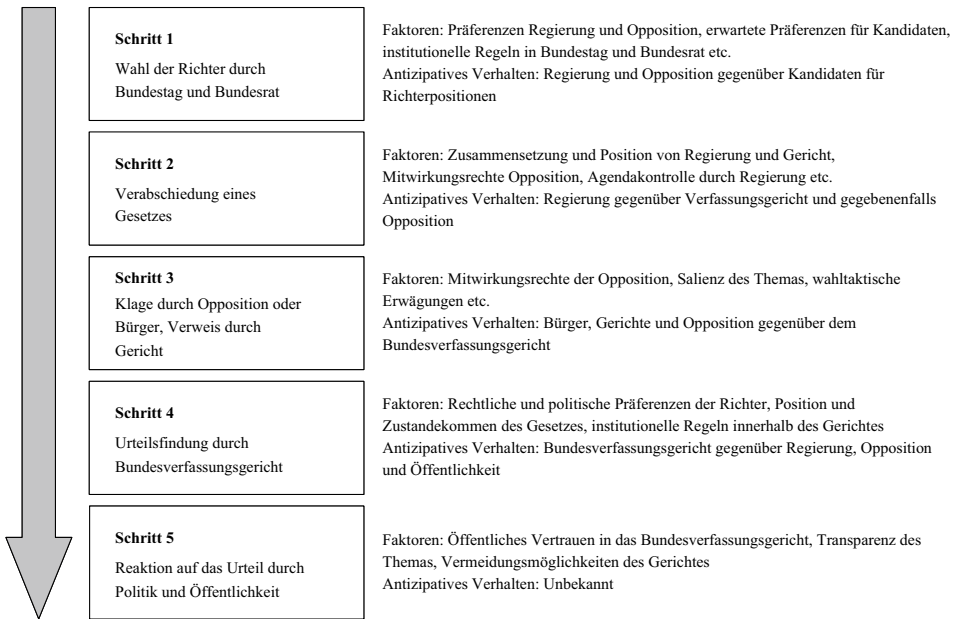 Schritt 1
Wahl der Richter durch
Bundestag und Bundesrat
Faktoren: Präferenzen Regierung und Opposition, erwartete Präferenzen für Kandidaten,
institutionelle Regeln in Bundestag und Bundesrat etc.
Antizipatives Verhalten: Regierung und Opposition gegenüber Kandidaten für
Richterpositionen
Schritt 2
Verabschiedung eines
Gesetzes
Faktoren: Zusammensetzung und Position von Regierung und Gericht,
Mitwirkungsrechte Opposition, Agendakontrolle durch Regierung etc.
Antizipatives Verhalten: Regierung gegenüber Verfassungsgericht und gegebenenfalls
Opposition
Schritt 3
Klage durch Opposition oder
Bürger, Verweis durch
Gericht
Faktoren: Mitwirkungsrechte der Opposition, Salienz des Themas, wahltaktische
Erwägungen etc.
Antizipatives Verhalten: Bürger, Gerichte und Opposition gegenüber dem
Bundesverfassungsgericht
Schritt 4
Urteilsfindung durch
Bundesverfassungsgericht
Faktoren: Rechtliche und politische Präferenzen der Richter, Position und
Zustandekommen des Gesetzes, institutionelle Regeln innerhalb des Gerichtes
Antizipatives Verhalten: Bundesverfassungsgericht gegenüber Regierung, Opposition
und Öffentlichkeit
Schritt 5
Reaktion auf das Urteil durch
Politik und Öffentlichkeit
Faktoren: Öffentliches Vertrauen in das Bundesverfassungsgericht, Transparenz des
Themas, Vermeidungsmöglichkeiten des Gerichtes
Antizipatives Verhalten: Unbekannt